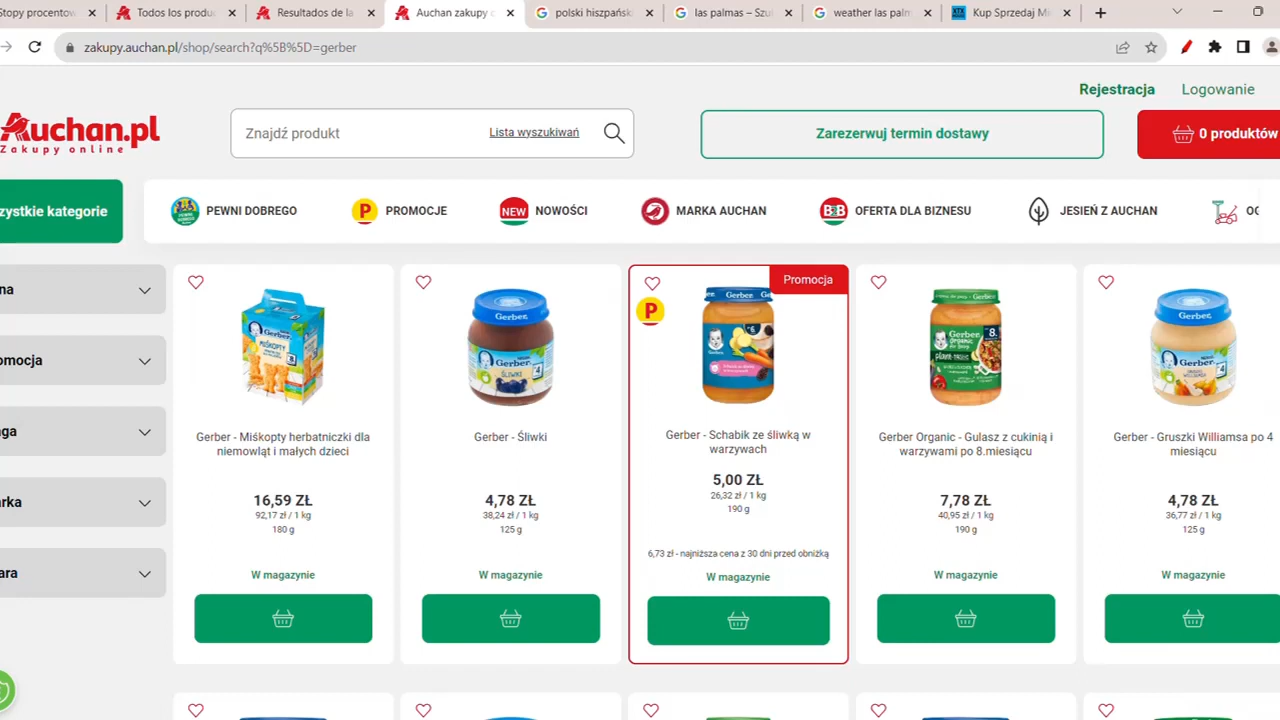 Stopy procentow
Todos los produ
Resultados de la
Auchan zakupy o
polski hiszpańsk
las palmas – Szu
weather las palm
Kup Sprzedaj Mi
zakupy.auchan.pl/shop/search?q%5B%5D=gerber
Rejestracja
Logowanie
Auchan.pl
Zakupy online
Znajdź produkt
Lista wyszukiwań
Zarezerwuj termin dostawy
0 produktów
zystkie kategorie
PEWNI DOBREGO
P PROMOCJE
NEW NOWOŚCI
MARKA AUCHAN
B2B OFERTA DLA BIZNESU
JESIEŃ Z AUCHAN
na
omocja
aga
arka
ara
Gerber - Miśkopty herbatniczki dla
niemowląt i małych dzieci
16,59 ZŁ
92,17 zł / 1 kg
180 g
W magazynie
Gerber - Śliwki
4,78 ZŁ
38,24 zł / 1 kg
125 g
W magazynie
Promocja
P
Gerber - Schabik ze śliwką w
warzywach
5,00 ZŁ
26,32 zł / 1 kg
190 g
6,73 zł - najniższa cena z 30 dni przed obniżką
W magazynie
Gerber Organic - Gulasz z cukinią i
warzywami po 8.miesiącu
7,78 ZŁ
40,95 zł / 1 kg
190 g
W magazynie
Gerber - Gruszki Williamsa po 4
miesiącu
4,78 ZŁ
36,77 zł / 1 kg
125 g
W magazynie